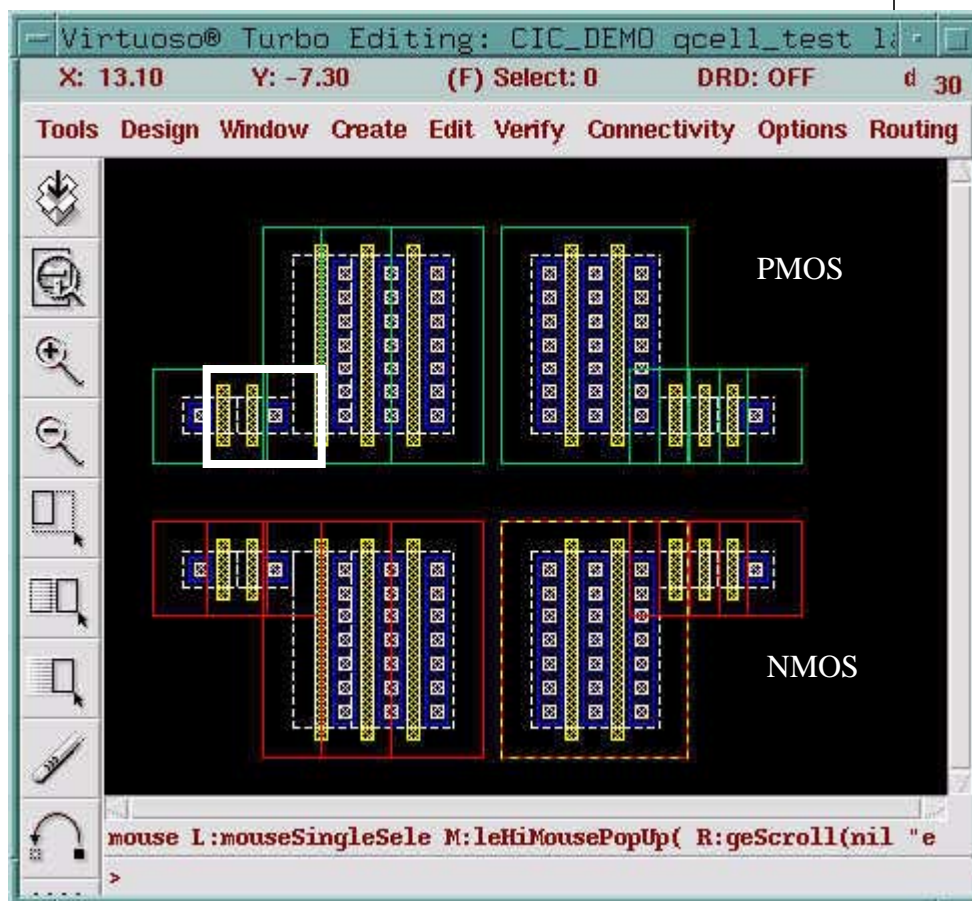 Virtuoso® Turbo Editing: CIC_DEMO qcell_test la
X: 13.10 Y: -7.30 (F) Select: 0 DRD: OFF d 30
Tools Design Window Create Edit Verify Connectivity Options Routing
PMOS
NMOS
mouse L:mouseSingleSele M:leHiMousePopUp( R:geScroll(nil "e
>